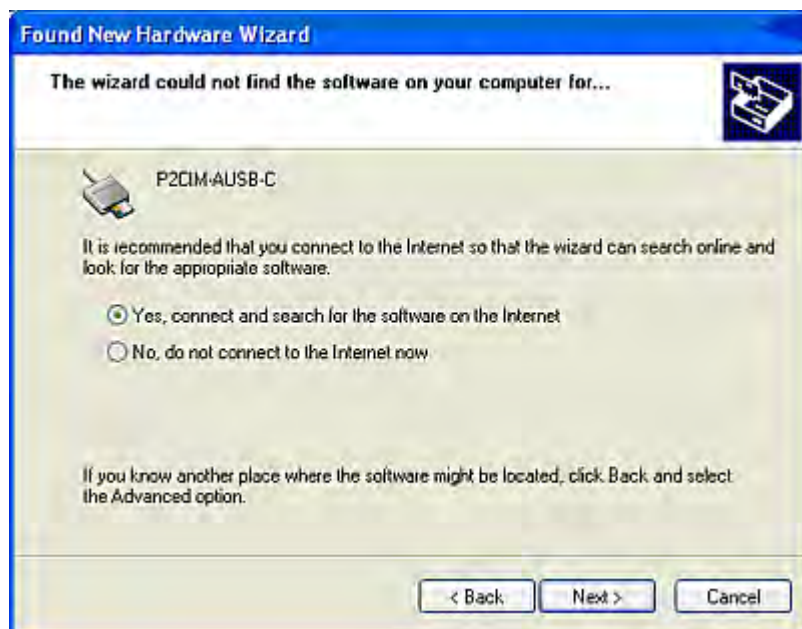 Found New Hardware Wizard
The wizard could not find the software on your computer for...
P2CIM-AUSB-C
It is recommended that you connect to the Internet so that the wizard can search online and
look for the appropriate software.
Yes, connect and search for the software on the Internet
No, do not connect to the Internet now
If you know another place where the software might be located, click Back and select
the Advanced option.
< Back Next > Cancel